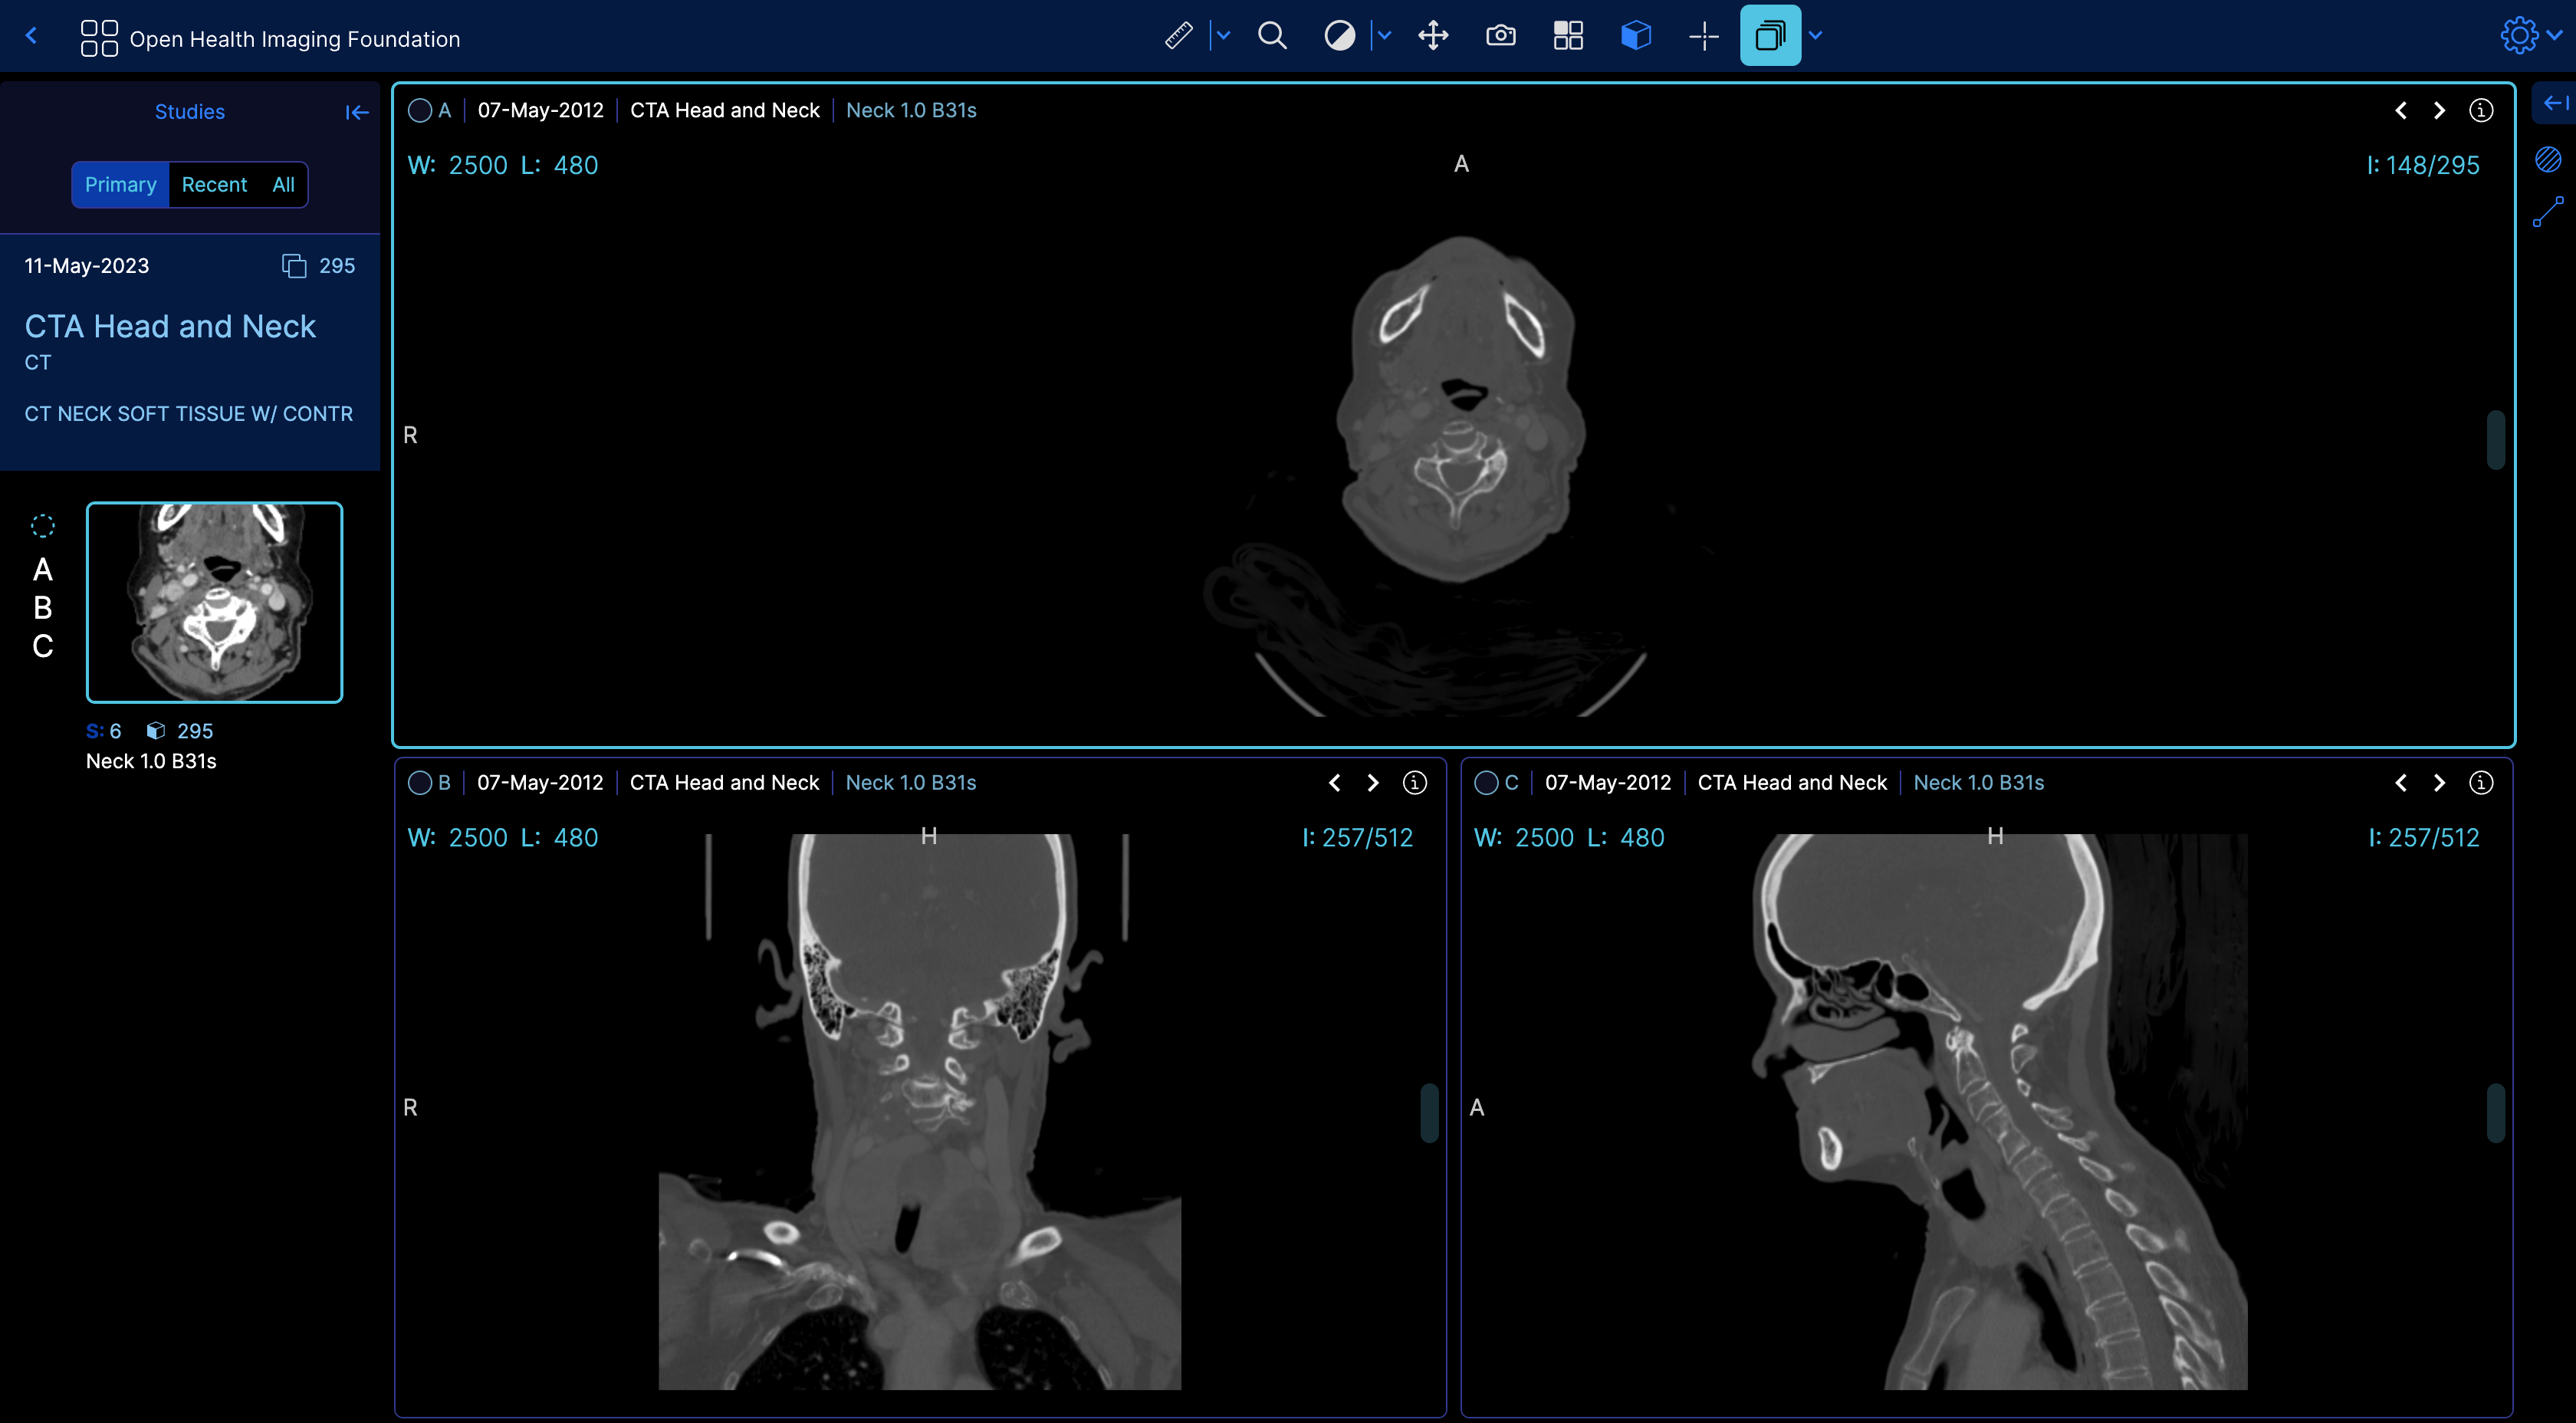 Open Health Imaging Foundation
Studies
Primary Recent All
11-May-2023 295
CTA Head and Neck
CT
CT NECK SOFT TISSUE W/ CONTR
A
B
C
S: 6 295
Neck 1.0 B31s
A 07-May-2012 CTA Head and Neck Neck 1.0 B31s
W: 2500 L: 480 A I: 148/295
R
B 07-May-2012 CTA Head and Neck Neck 1.0 B31s
W: 2500 L: 480 H I: 257/512
R
C 07-May-2012 CTA Head and Neck Neck 1.0 B31s
W: 2500 L: 480 H I: 257/512
A